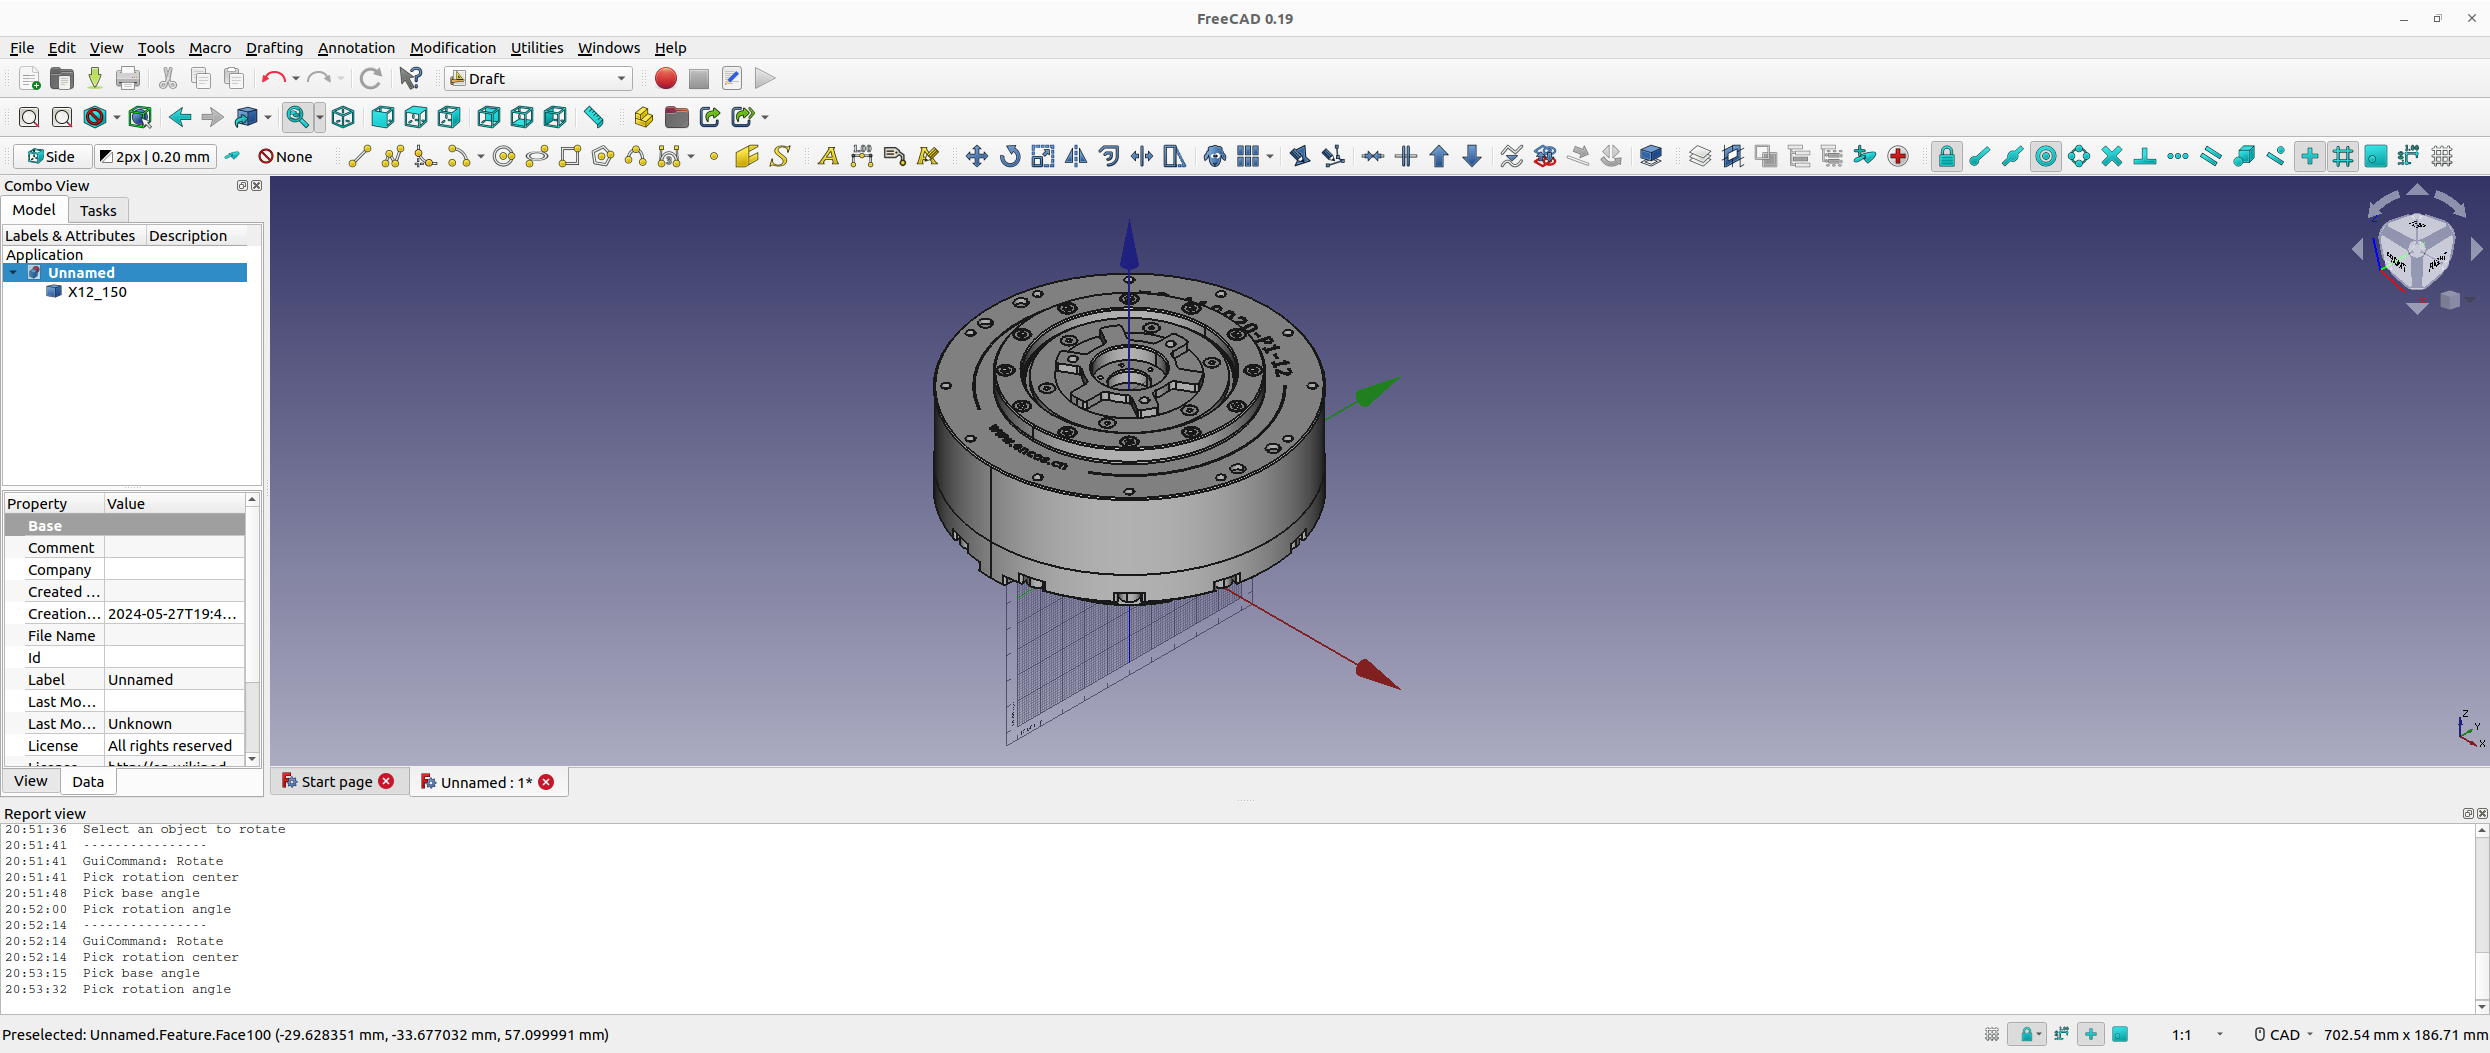 FreeCAD 0.19
File Edit View Tools Macro Drafting Annotation Modification Utilities Windows Help
Draft
Side 2px | 0.20 mm None
Combo View
Model Tasks
Labels & Attributes Description
Application
Unnamed
X12_150
Property Value
Base
Comment
Company
Created ...
Creation... 2024-05-27T19:4...
File Name
Id
Label Unnamed
Last Mo...
Last Mo... Unknown
License All rights reserved
View Data
www.encos.cn
FRONT
RIGHT
Z
Y
X
Start page Unnamed : 1*
Report view
20:51:36 Select an object to rotate
20:51:41 ----------------
20:51:41 GuiCommand: Rotate
20:51:41 Pick rotation center
20:51:48 Pick base angle
20:52:00 Pick rotation angle
20:52:14 ----------------
20:52:14 GuiCommand: Rotate
20:52:14 Pick rotation center
20:53:15 Pick base angle
20:53:32 Pick rotation angle
Preselected: Unnamed.Feature.Face100 (-29.628351 mm, -33.677032 mm, 57.099991 mm)
1:1 CAD 702.54 mm x 186.71 mm